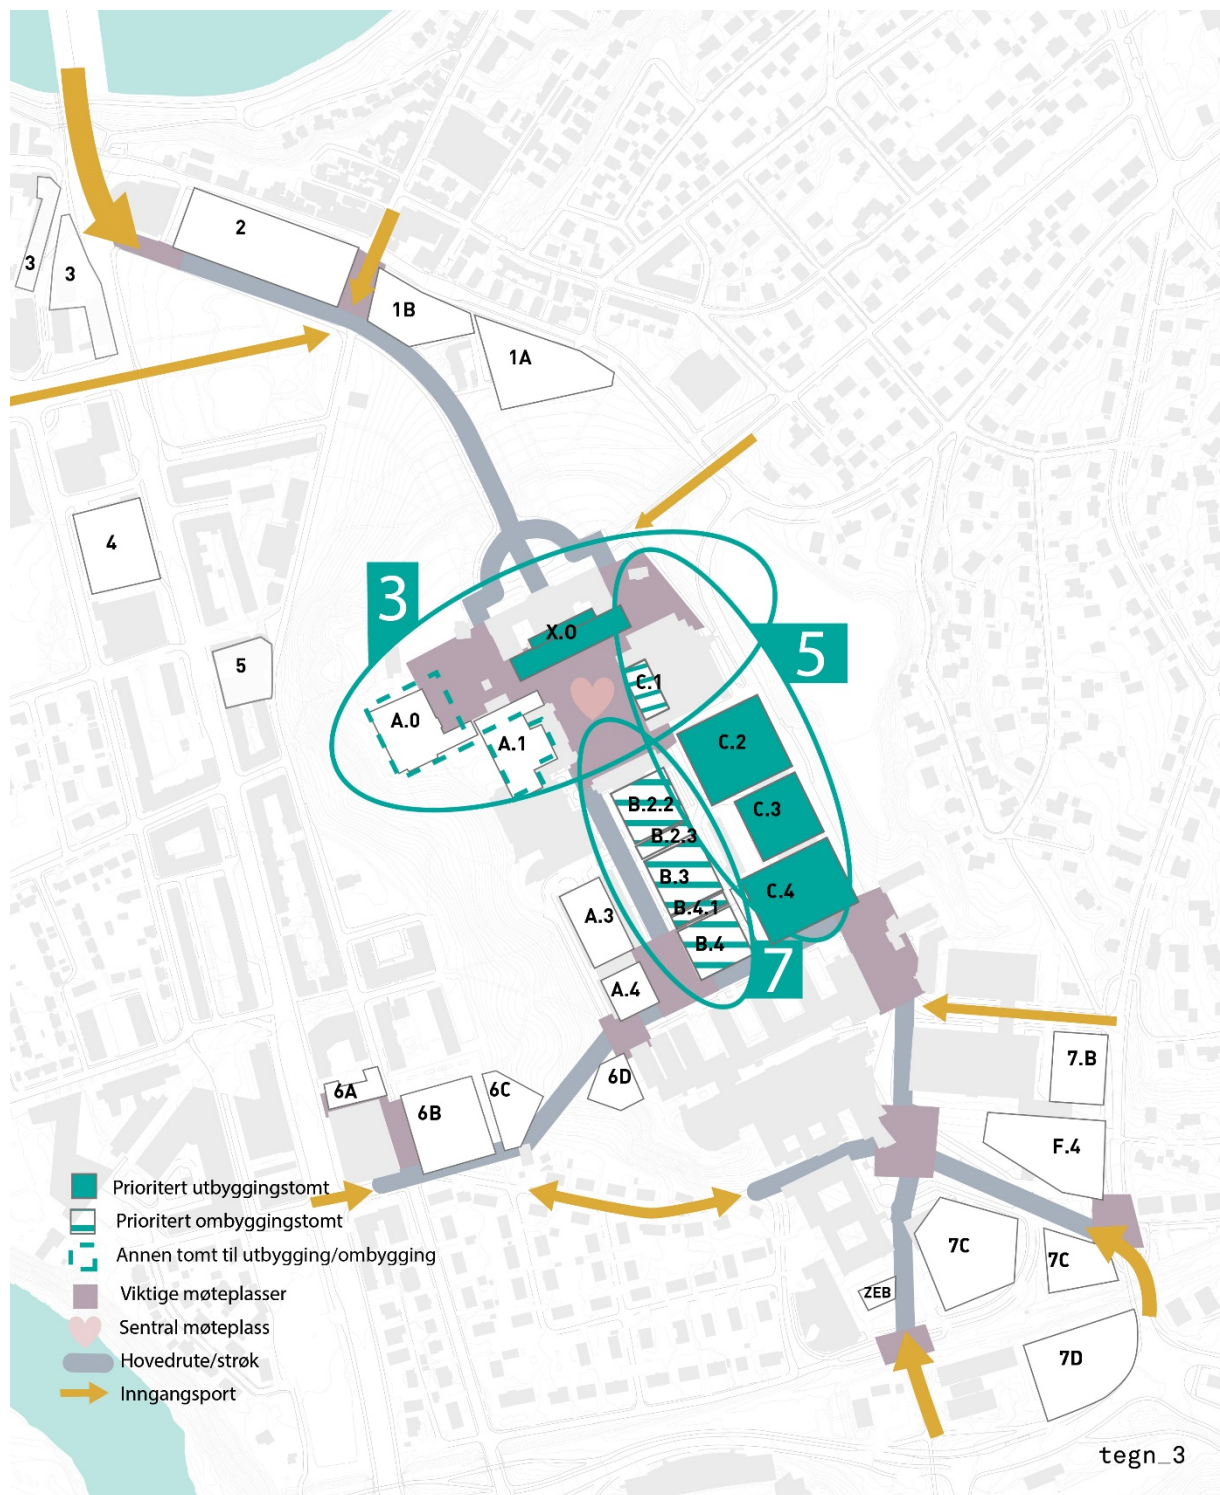 2
3
3
1B
1A
4
3
X.O
5
5
C.1
A.0
A.1
C.2
B.2.2
C.3
B.2.3
B.3
C.4
B.4.1
A.3
B.4
7
A.4
7.B
6D
6A
6C
6B
F.4
7C
7C
ZEB
7D
Prioritert utbyggingstomt
Prioritert ombyggingstomt
Annen tomt til utbygging/ombygging
Viktige møteplasser
Sentral møteplass
Hovedrute/strøk
Inngangsport
tegn_3